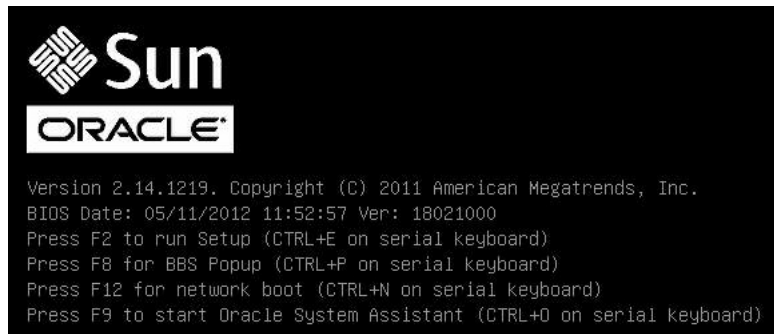 Sun
ORACLE
Version 2.14.1219. Copyright (C) 2011 American Megatrends, Inc.
BIOS Date: 05/11/2012 11:52:57 Ver: 18021000
Press F2 to run Setup (CTRL+E on serial keyboard)
Press F8 for BBS Popup (CTRL+P on serial keyboard)
Press F12 for network boot (CTRL+N on serial keyboard)
Press F9 to start Oracle System Assistant (CTRL+O on serial keyboard)